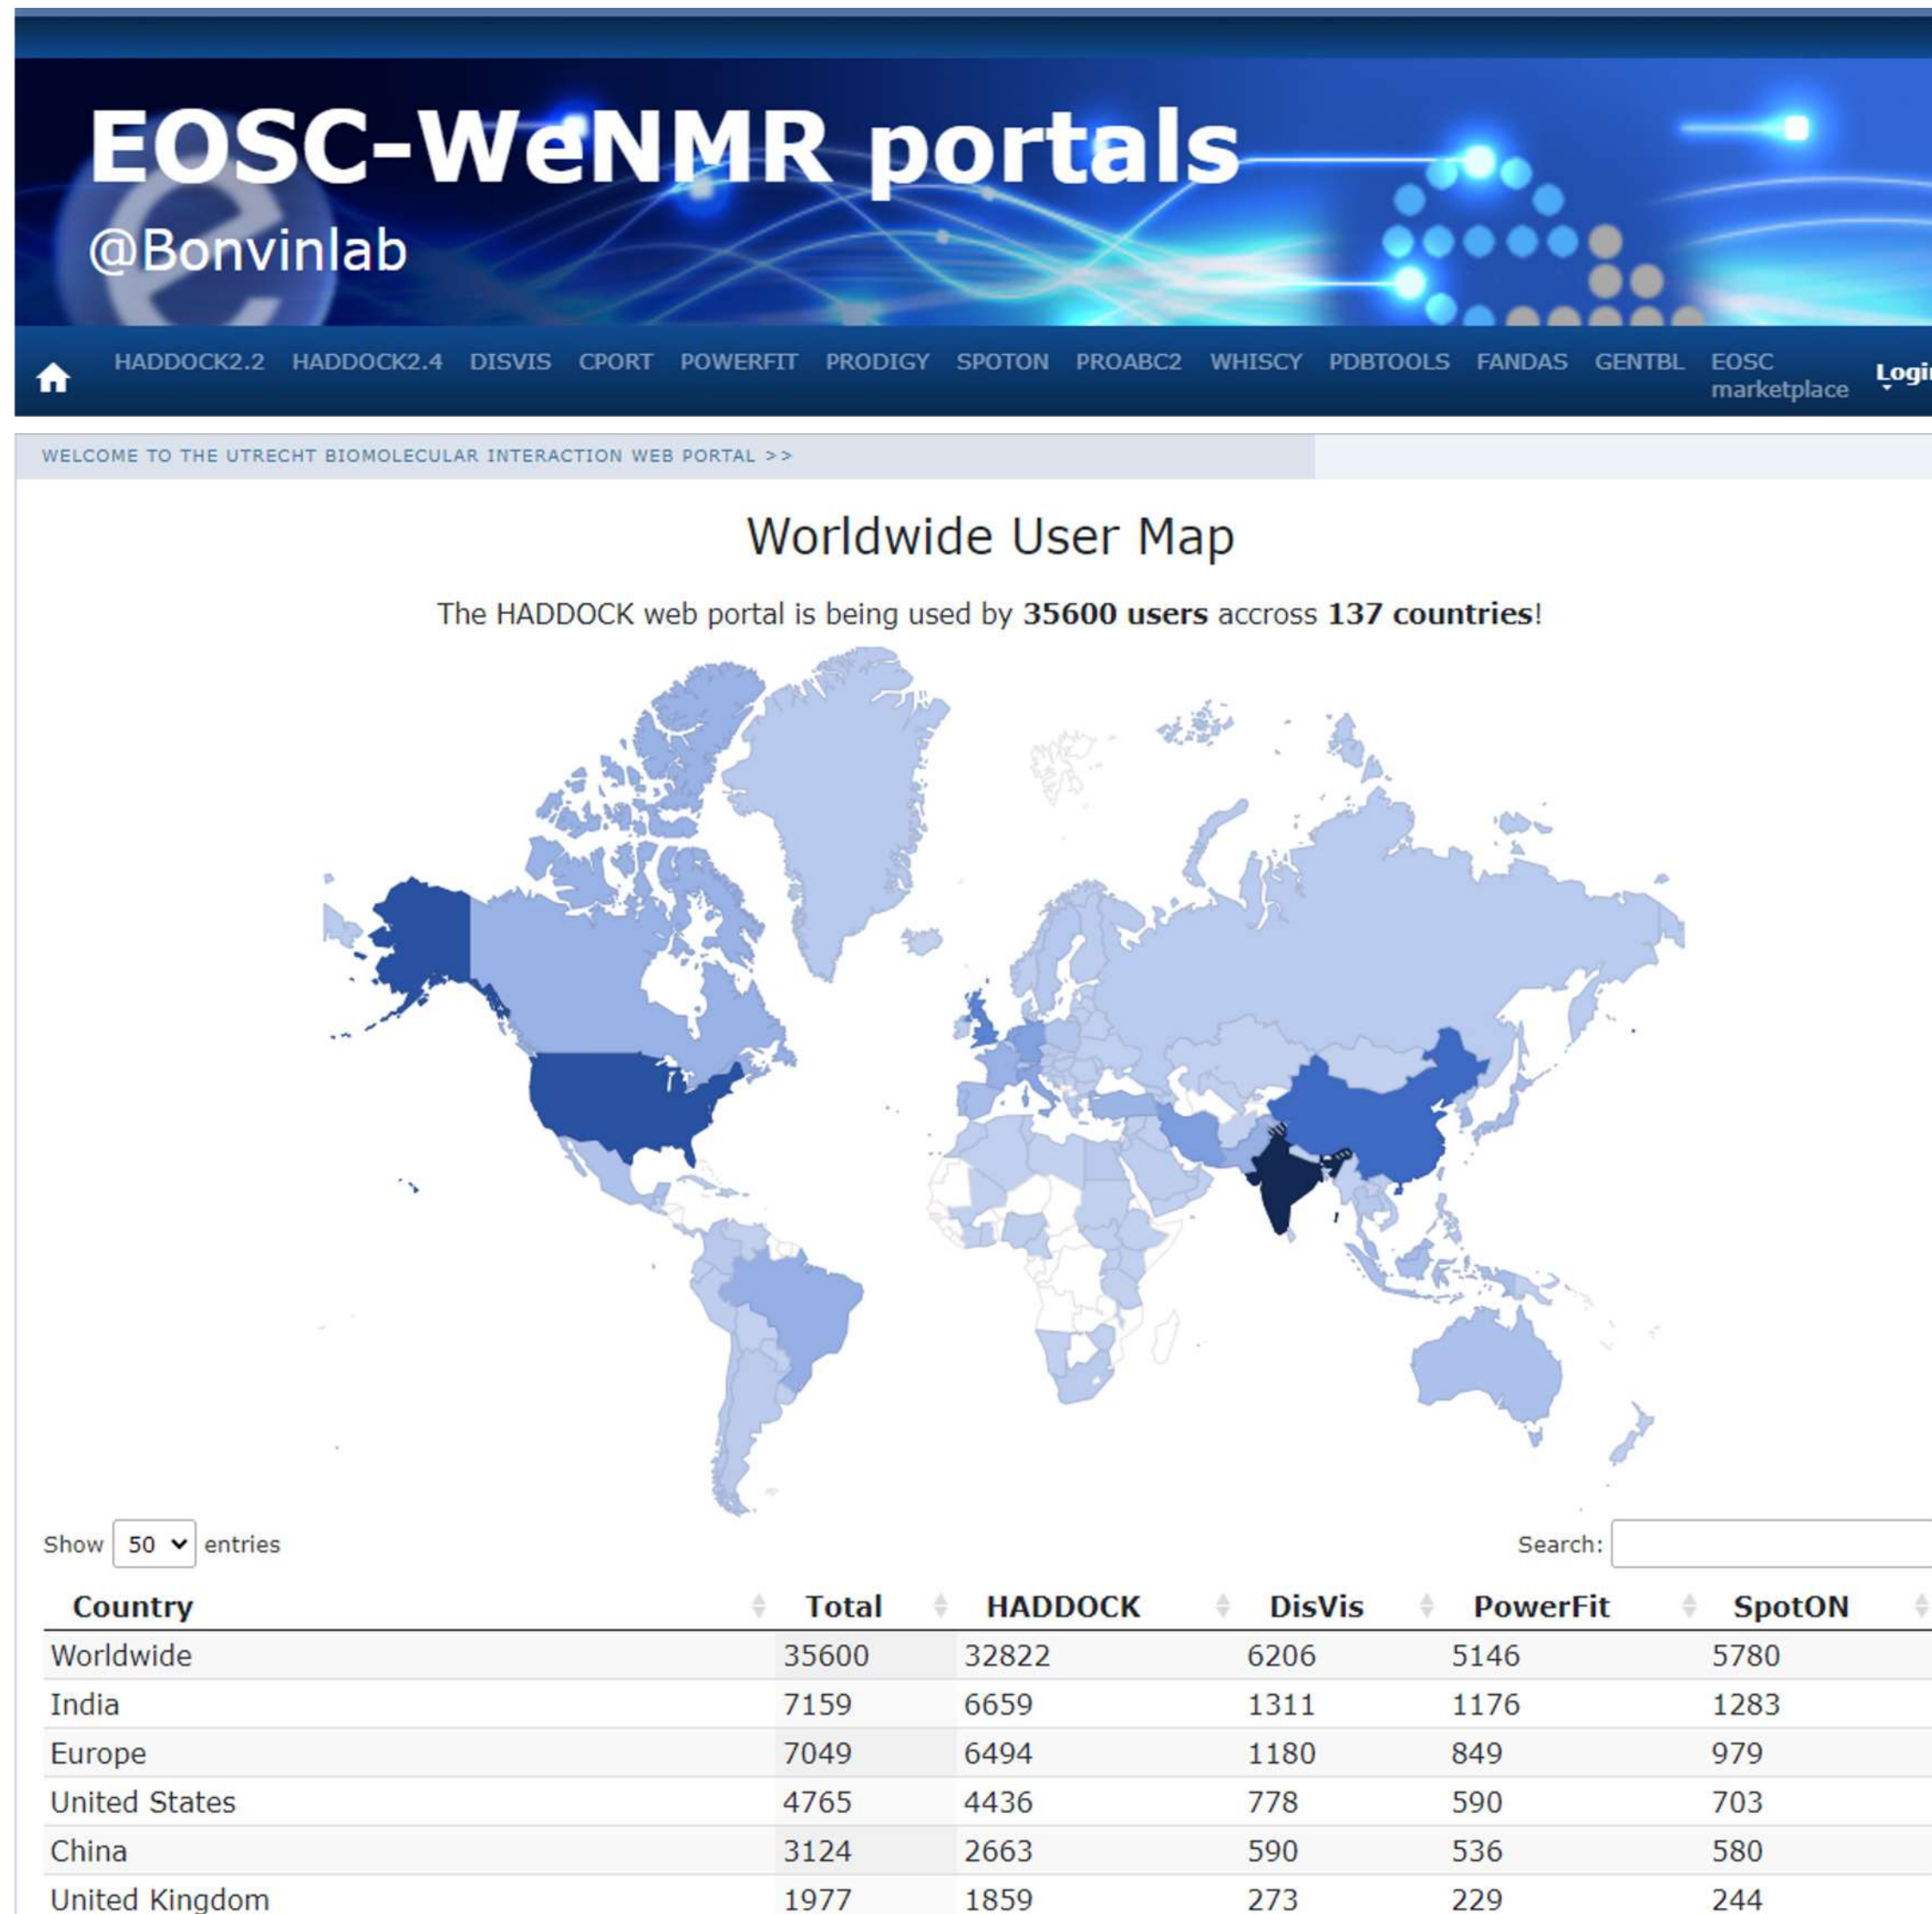 EOSC-WeNMR portals
@Bonvinlab
HADDOCK2.2 HADDOCK2.4 DISVIS CPORT POWERFIT PRODIGY SPOTON PROABC2 WHISCY PDBTOOLS FANDAS GENTBL EOSC marketplace Login
WELCOME TO THE UTRECHT BIOMOLECULAR INTERACTION WEB PORTAL >>
Worldwide User Map
The HADDOCK web portal is being used by 35600 users accross 137 countries!
Show 50 entries Search:
Country Total HADDOCK DisVis PowerFit SpotON
Worldwide 35600 32822 6206 5146 5780
India 7159 6659 1311 1176 1283
Europe 7049 6494 1180 849 979
United States 4765 4436 778 590 703
China 3124 2663 590 536 580
United Kingdom 1977 1859 273 229 244